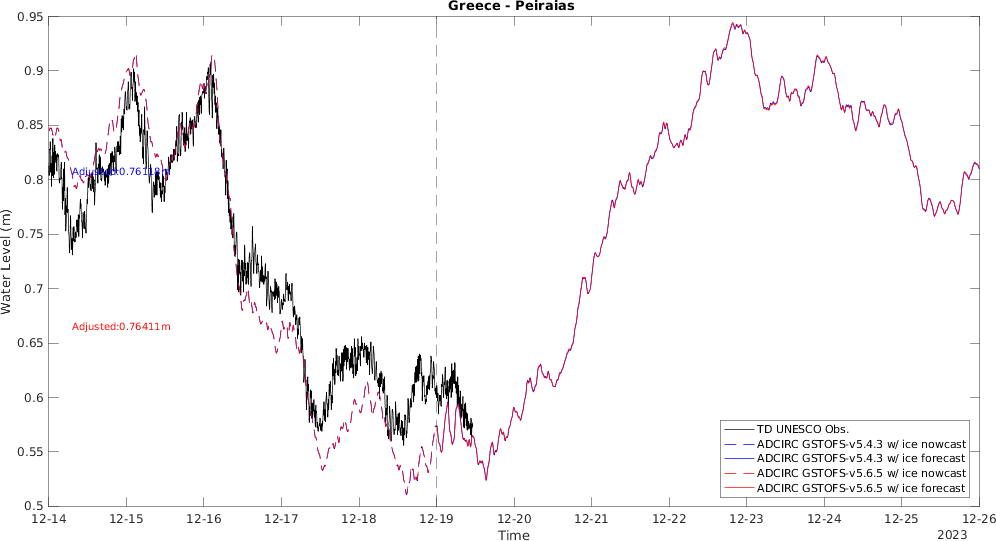 Greece - Peiraias
0.95
0.9
0.85
0.8
0.75
0.7
0.65
0.6
0.55
0.5
Water Level (m)
Adjusted:0.76118m
Adjusted:0.76411m
TD UNESCO Obs.
ADCIRC GSTOFS-v5.4.3 w/ ice nowcast
ADCIRC GSTOFS-v5.4.3 w/ ice forecast
ADCIRC GSTOFS-v5.6.5 w/ ice nowcast
ADCIRC GSTOFS-v5.6.5 w/ ice forecast
12-14 12-15 12-16 12-17 12-18 12-19 12-20 12-21 12-22 12-23 12-24 12-25 12-26
Time
2023